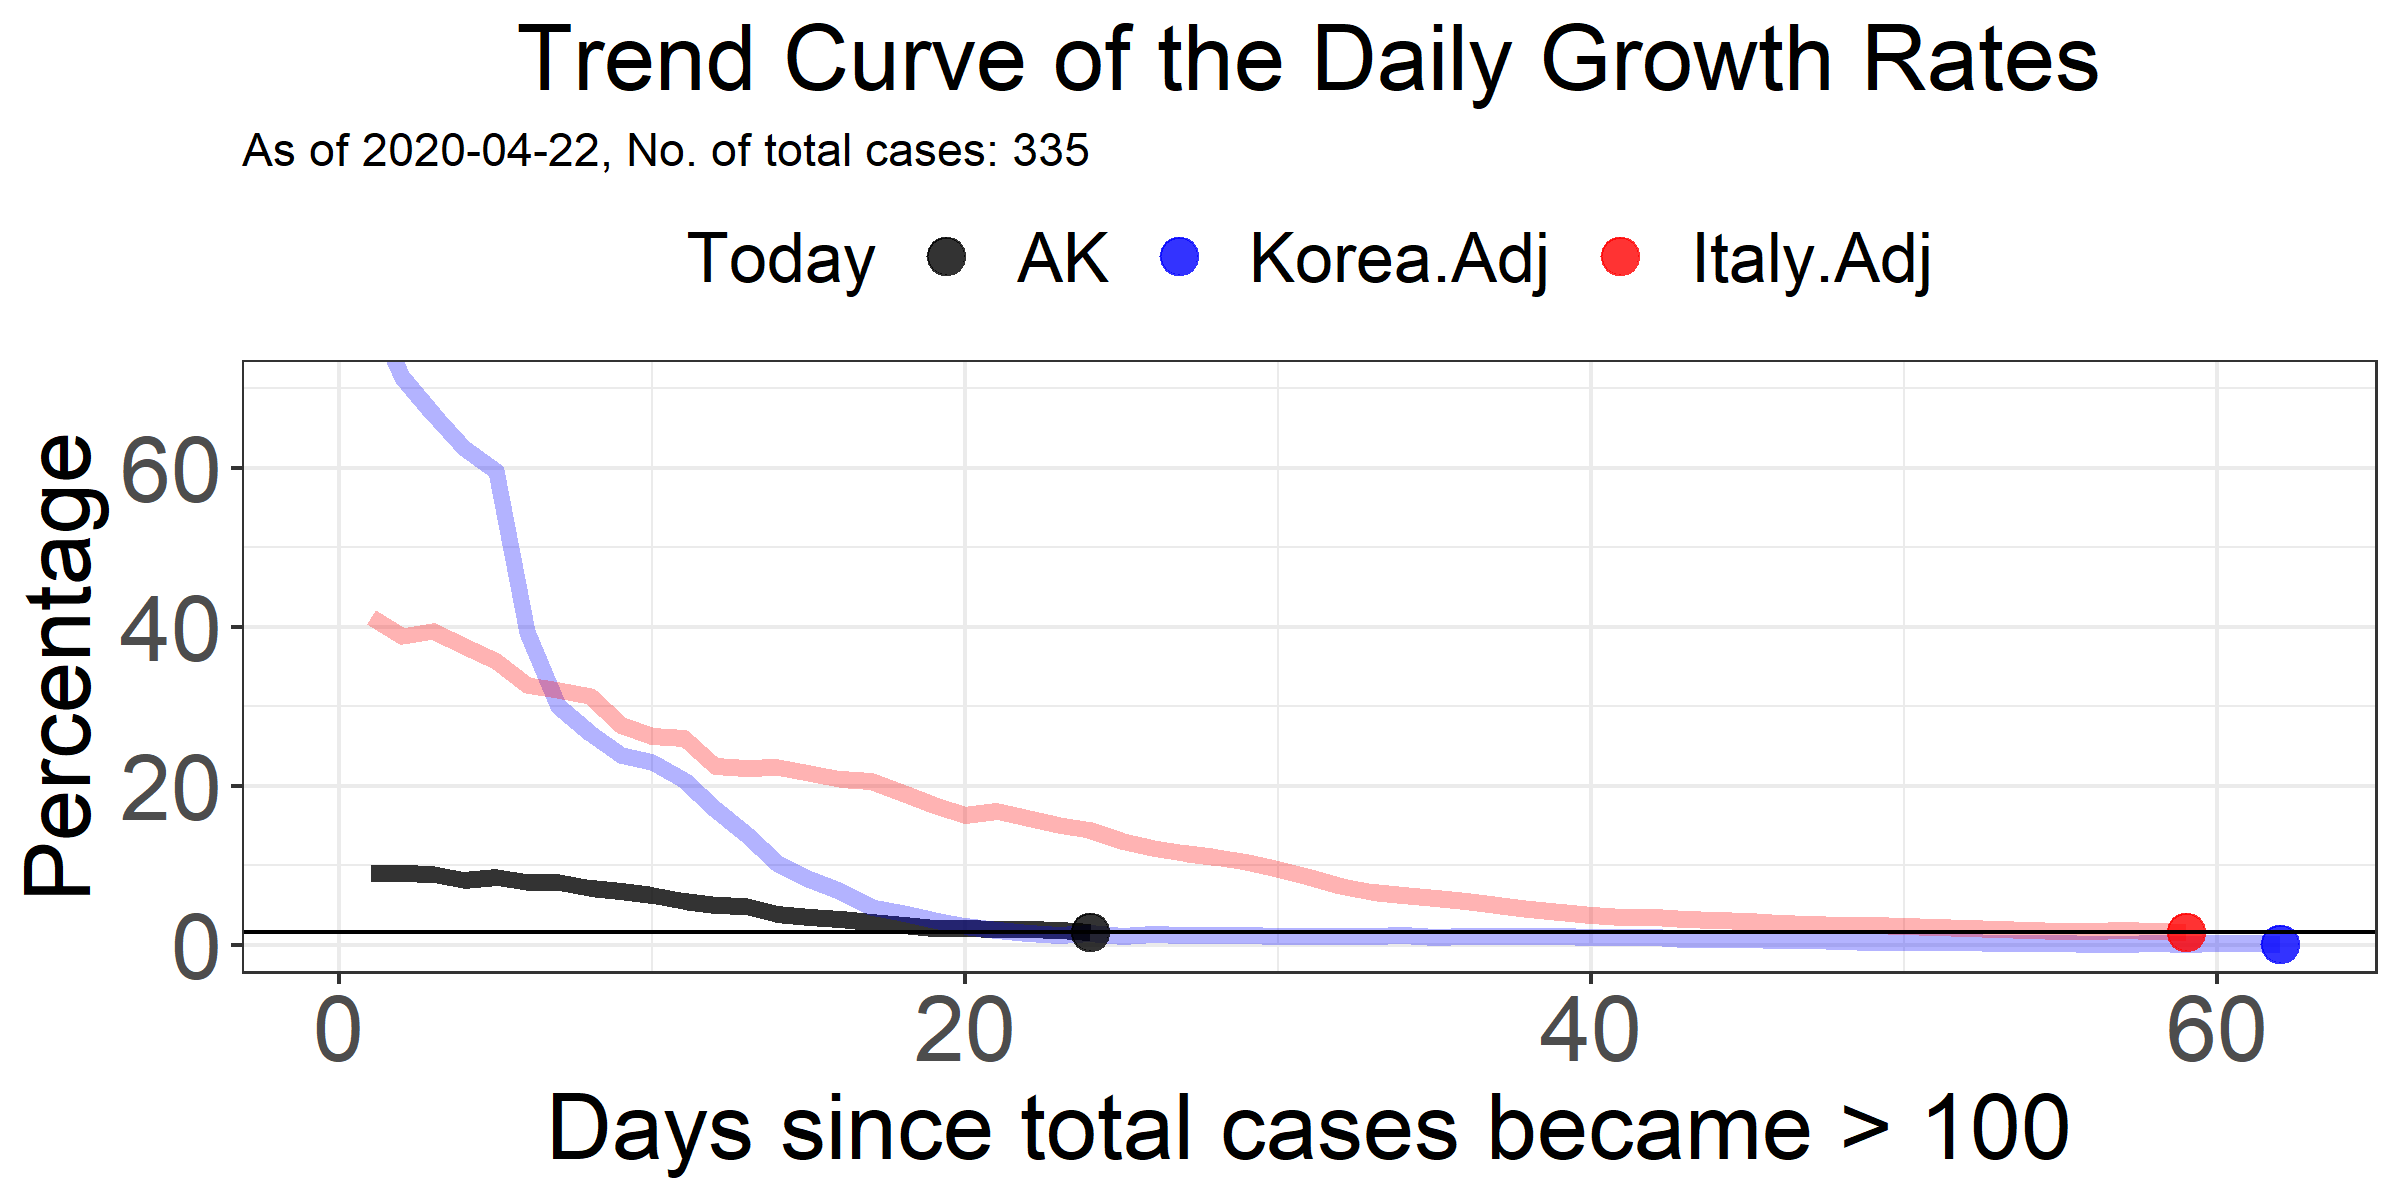 Trend Curve of the Daily Growth Rates
As of 2020-04-22, No. of total cases: 335
Today AK Korea.Adj Italy.Adj
Percentage
60
40
20
0
0 20 40 60
Days since total cases became > 100